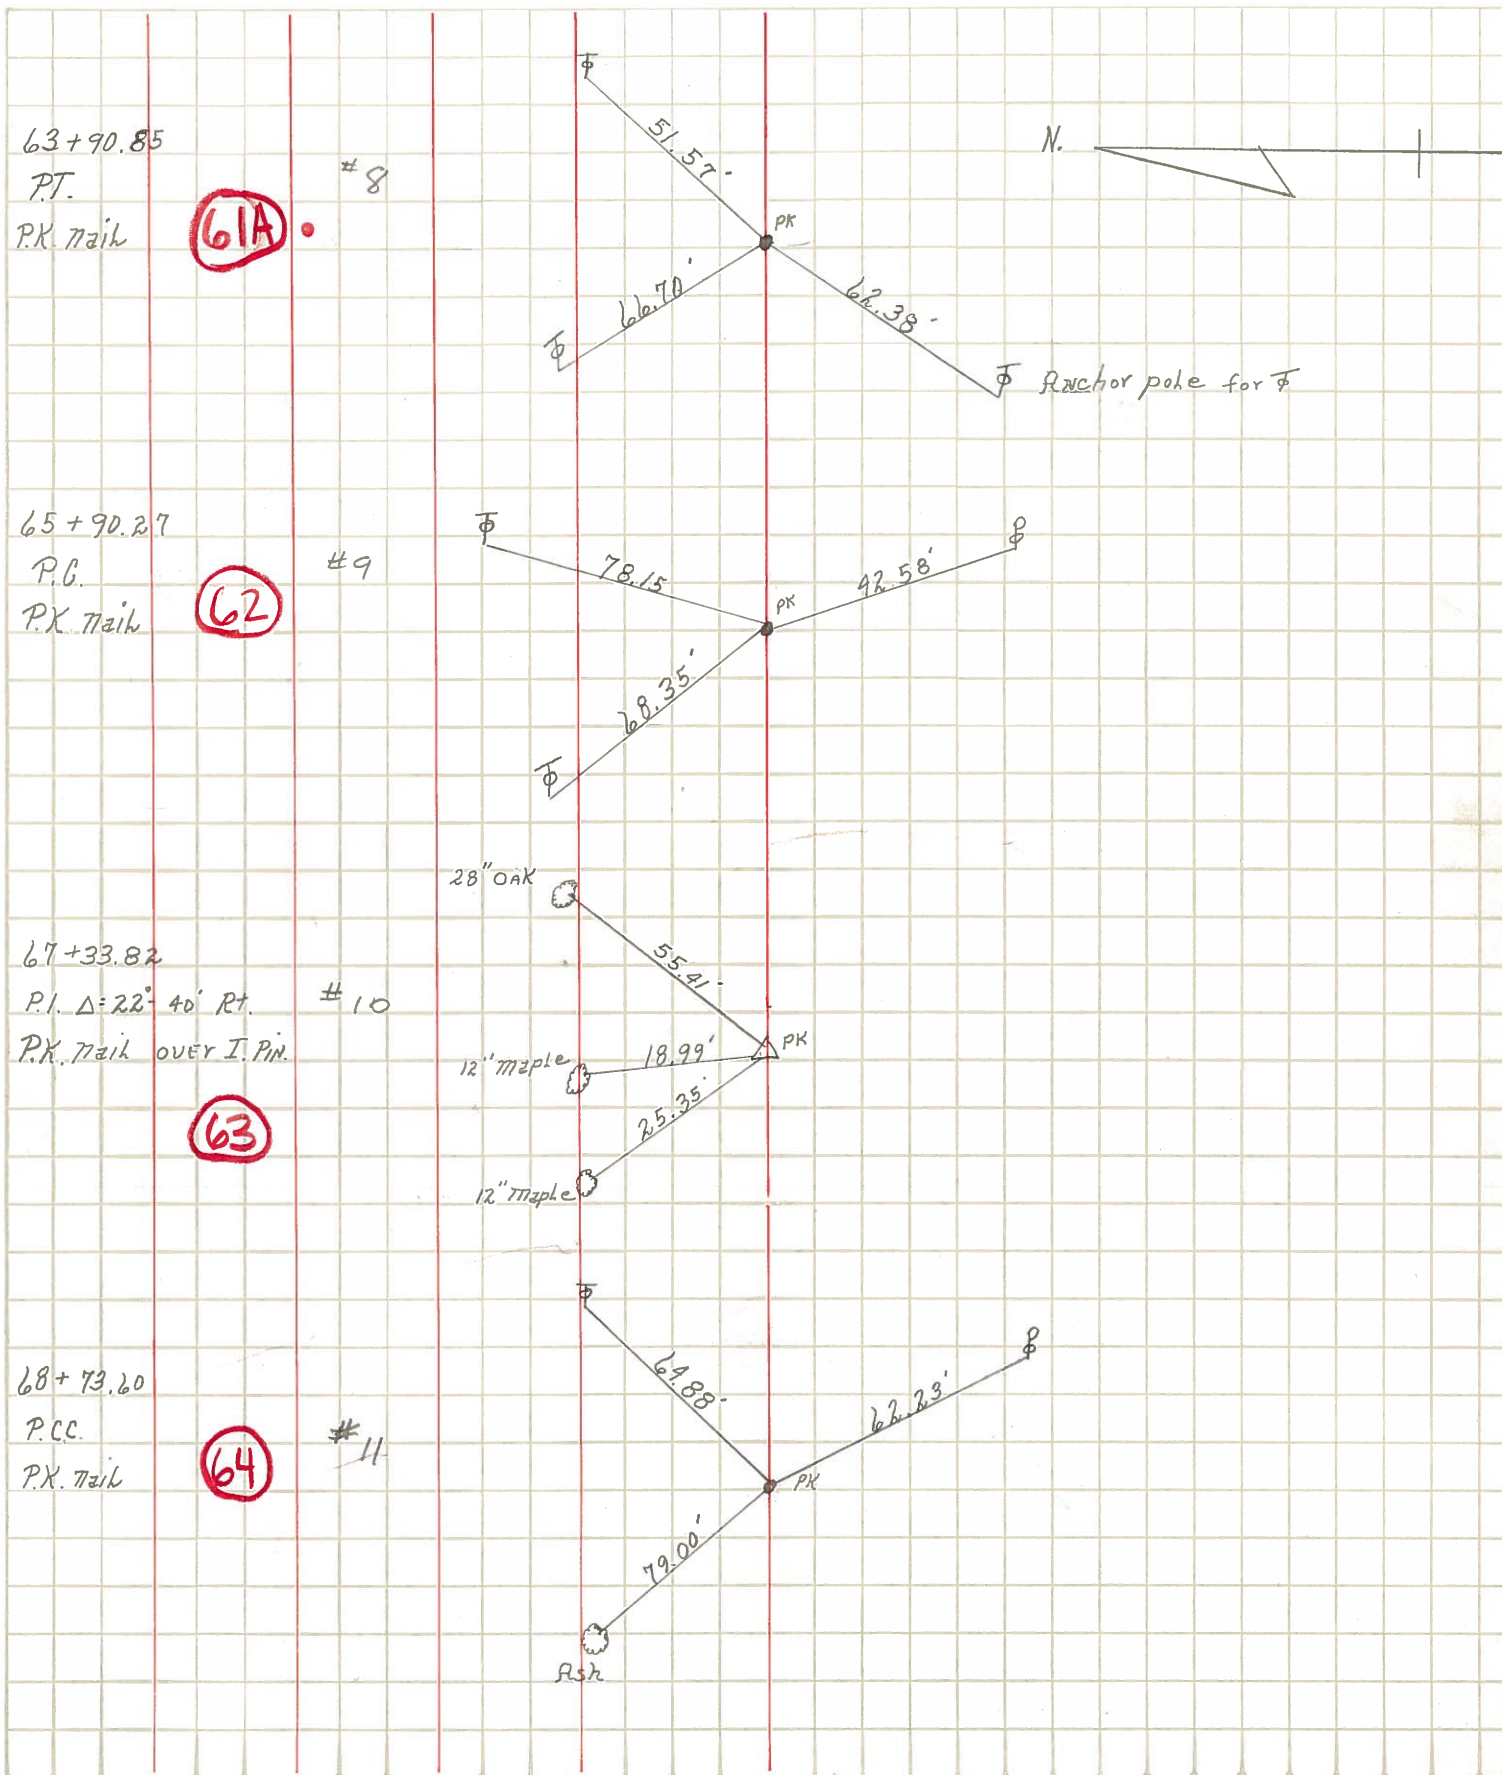 63+90.85
P.T.
P.K. Nail
61A
#8
51.57'
PK
62.38'
Anchor pole for
N.
65+90.27
P.C.
P.K. Nail
62
#9
78.15
42.58'
PK
68.35'
28" OAK
67+33.82
P.I. Δ=22°-40' Rt.
P.K. Nail OVER I. PIN.
63
#10
55.41'
PK
12" Maple
18.99'
25.35'
12" Maple
68+73.60
P.C.C.
P.K. Nail
64
#11
64.88'
62.23'
PK
79.00'
Ash